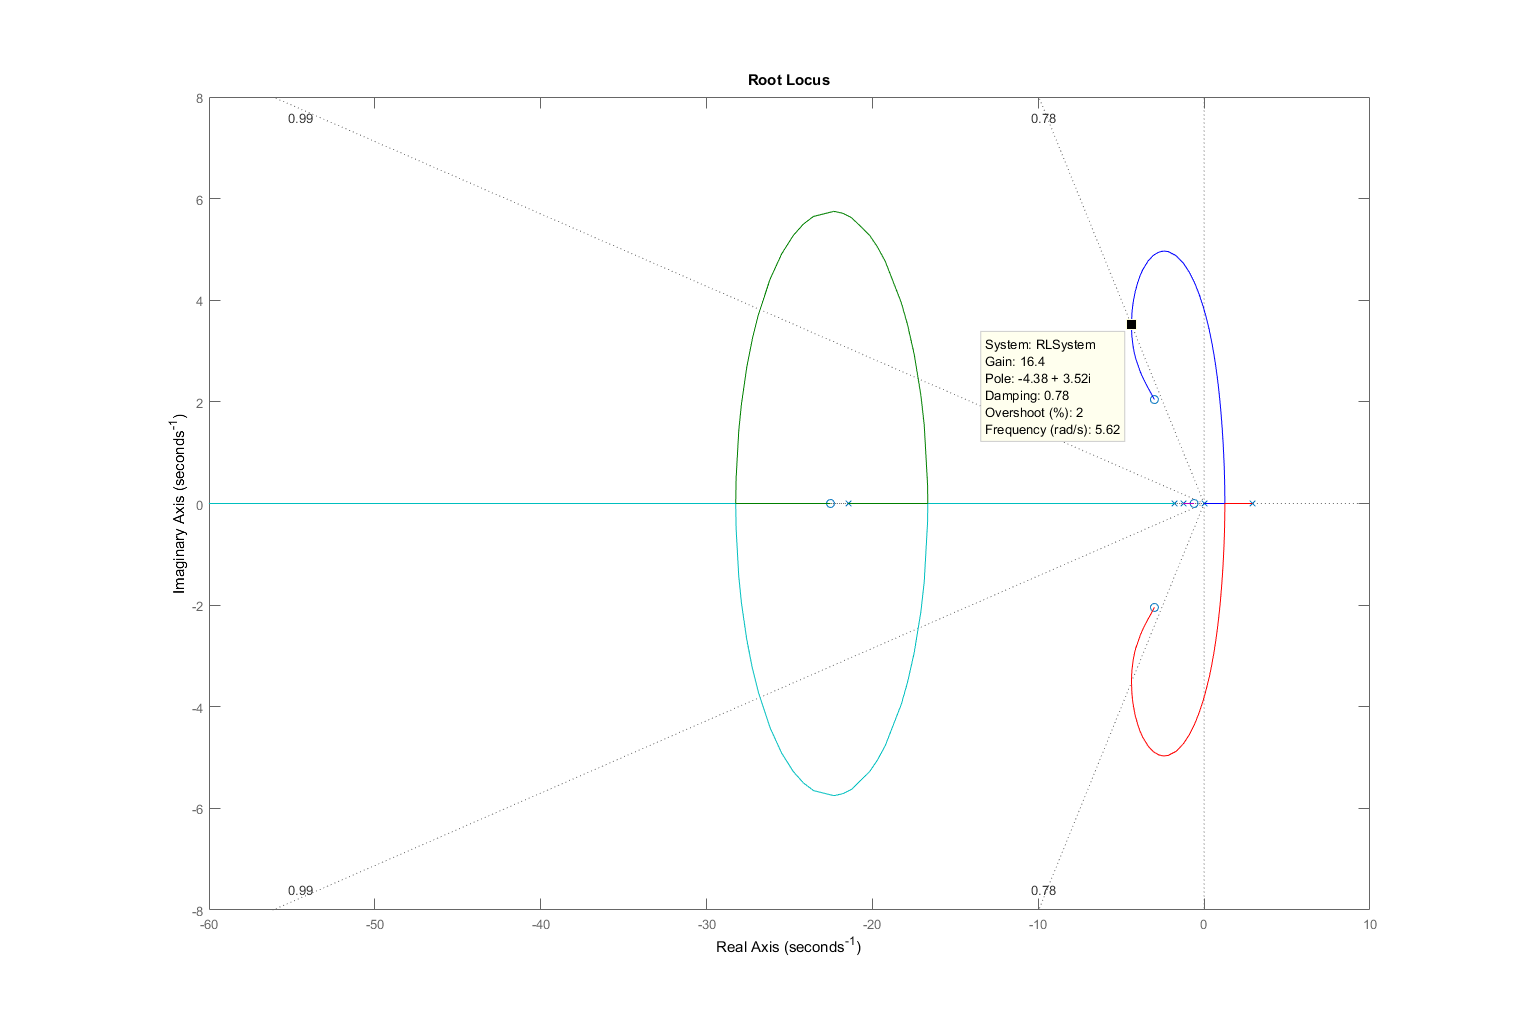 Root Locus
8
6
4
2
0
-2
-4
-6
-8
Imaginary Axis (seconds-1)
0.99
0.78
System: RLSystem
Gain: 16.4
Pole: -4.38 + 3.52i
Damping: 0.78
Overshoot (%): 2
Frequency (rad/s): 5.62
0.99
0.78
-60 -50 -40 -30 -20 -10 0 10
Real Axis (seconds-1)